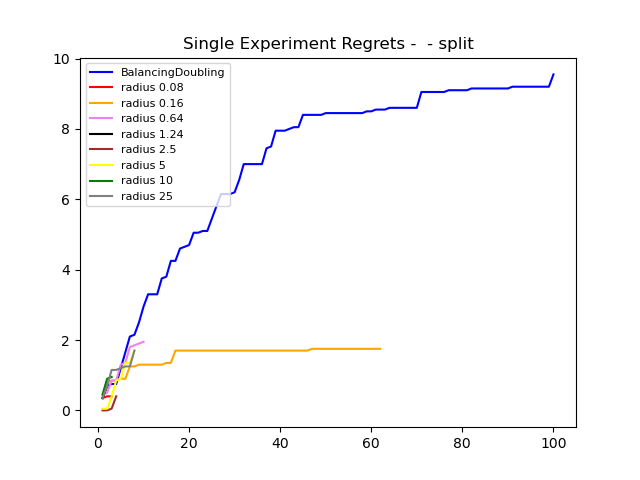 Single Experiment Regrets -  - split
10
8
6
4
2
0
BalancingDoubling
radius 0.08
radius 0.16
radius 0.64
radius 1.24
radius 2.5
radius 5
radius 10
radius 25
0 20 40 60 80 100